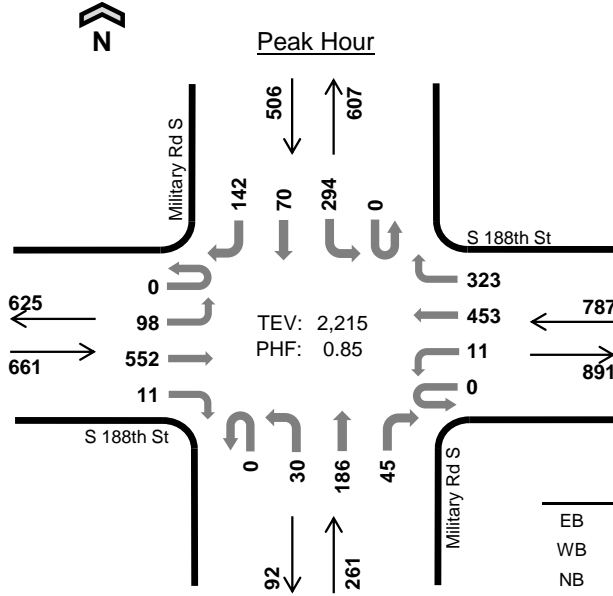 N
Peak Hour
506
607
Military Rd S
142
70
294
0
S 188th St
0
98
552
11
625
661
TEV: 2,215
PHF: 0.85
323
453
11
0
787
891
S 188th St
0
30
186
45
Military Rd S
92
261
EB
WB
NB